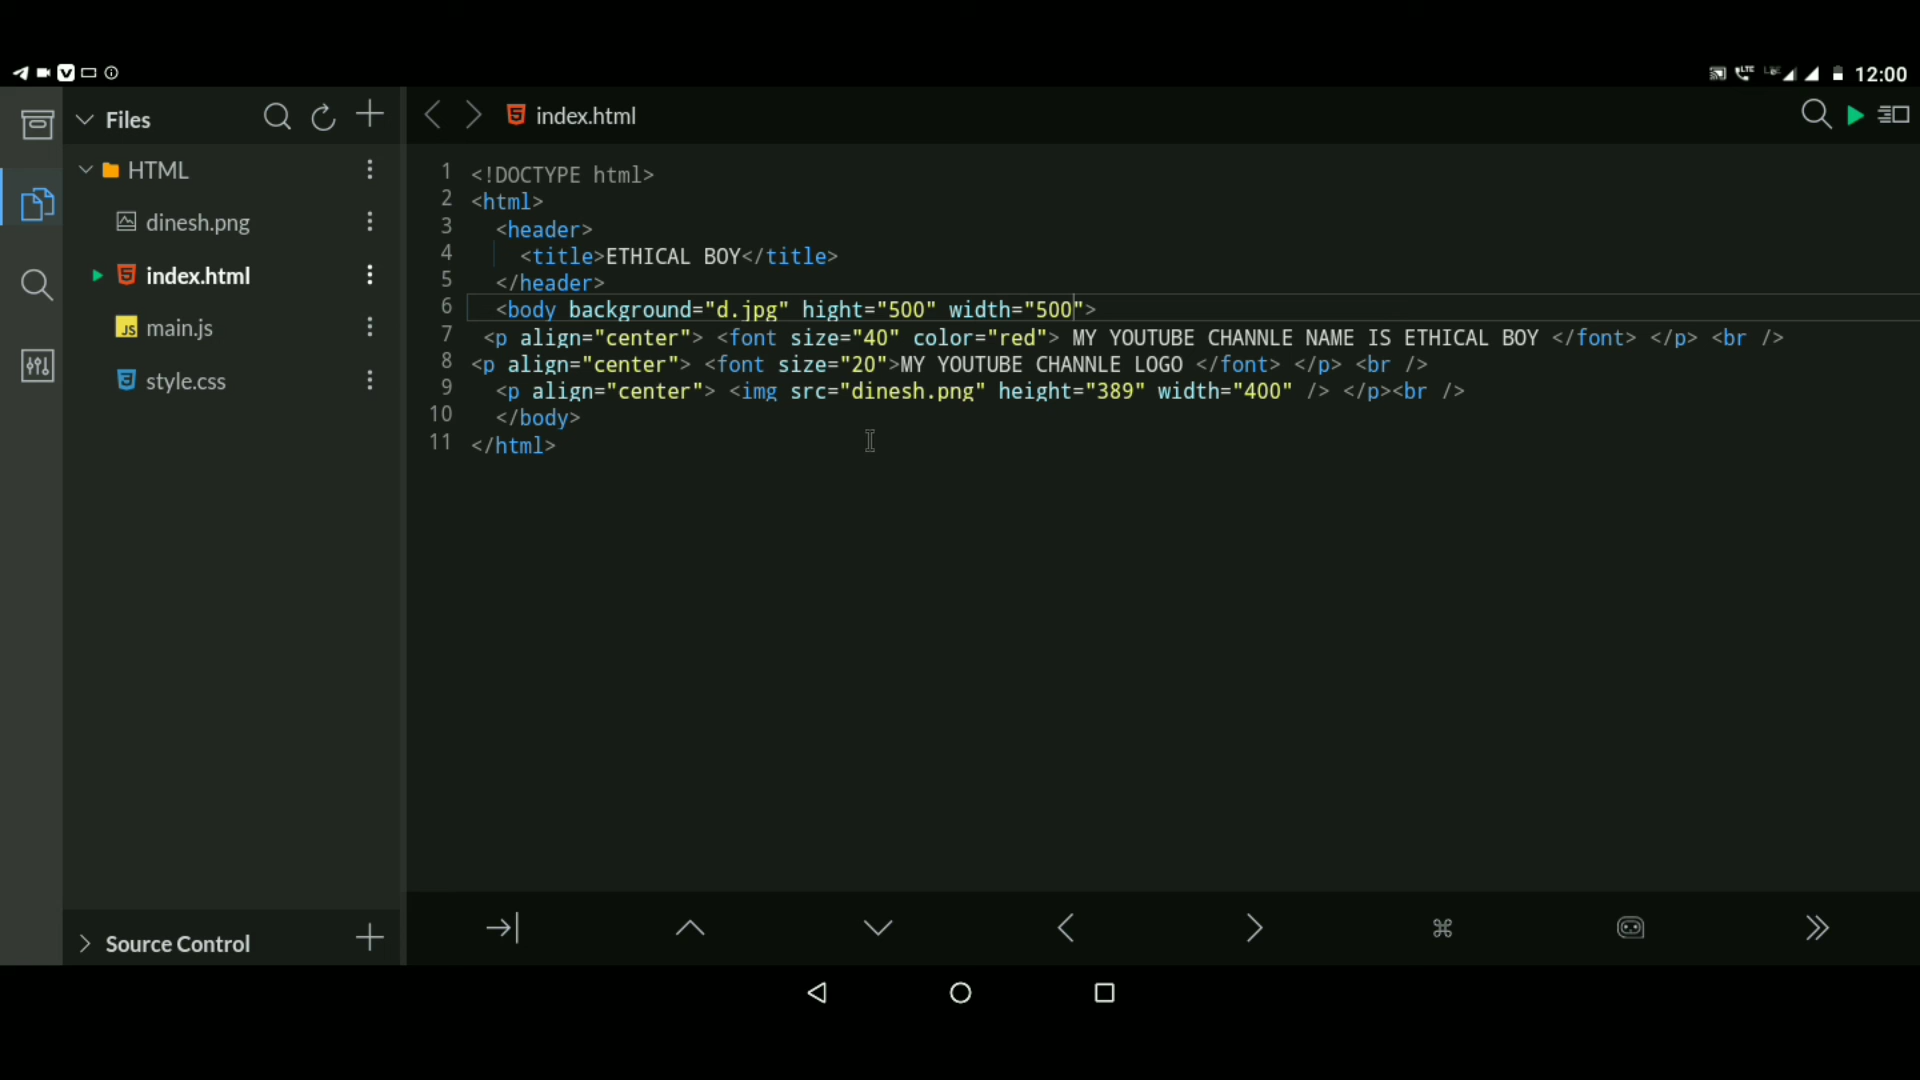 12:00
Files
index.html
HTML
dinesh.png
index.html
main.js
style.css
Source Control
1 <!DOCTYPE html>
2 <html>
3 <header>
4 <title>ETHICAL BOY</title>
5 </header>
6 <body background="d.jpg" hight="500" width="500">
7 <p align="center"> <font size="40" color="red"> MY YOUTUBE CHANNLE NAME IS ETHICAL BOY </font> </p> <br />
8 <p align="center"> <font size="20">MY YOUTUBE CHANNLE LOGO </font> </p> <br />
9 <p align="center"> <img src="dinesh.png" height="389" width="400" /> </p><br />
10 </body>
11 </html>